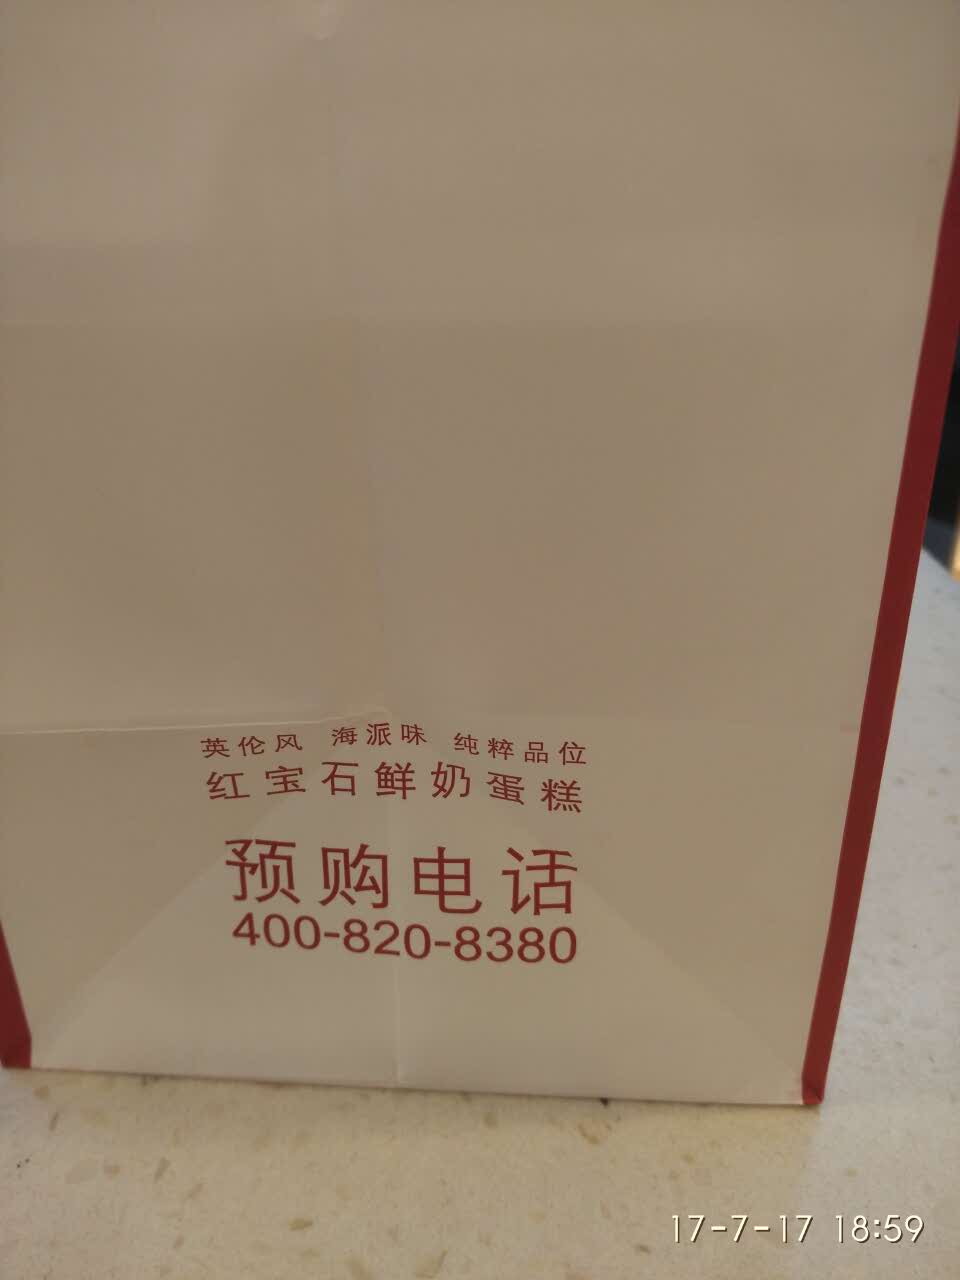 英伦风 海派味 纯粹品位
红宝石鲜奶蛋糕
预购电话
400-820-8380
17-7-17 18:59